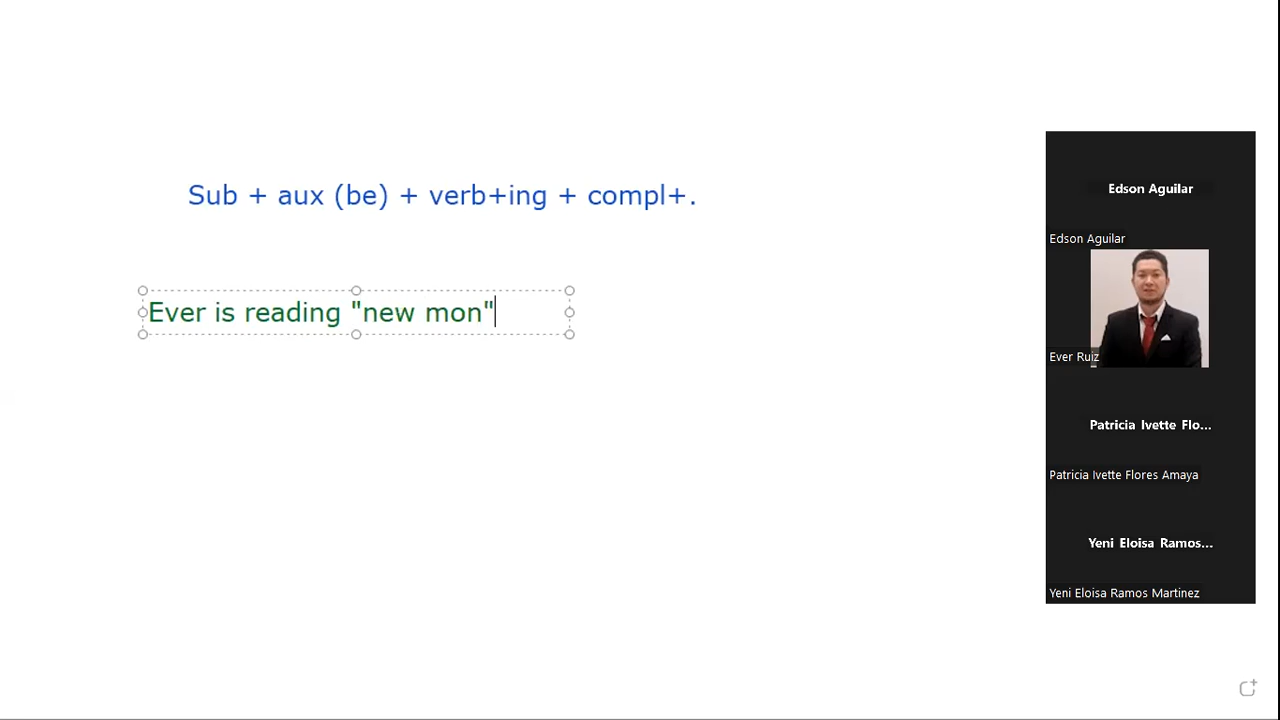 Sub + aux (be) + verb+ing + compl+.
Ever is reading "new mon"
Edson Aguilar
Edson Aguilar
Ever Ruiz
Patricia Ivette Flo...
Patricia Ivette Flores Amaya
Yeni Eloisa Ramos...
Yeni Eloisa Ramos Martinez